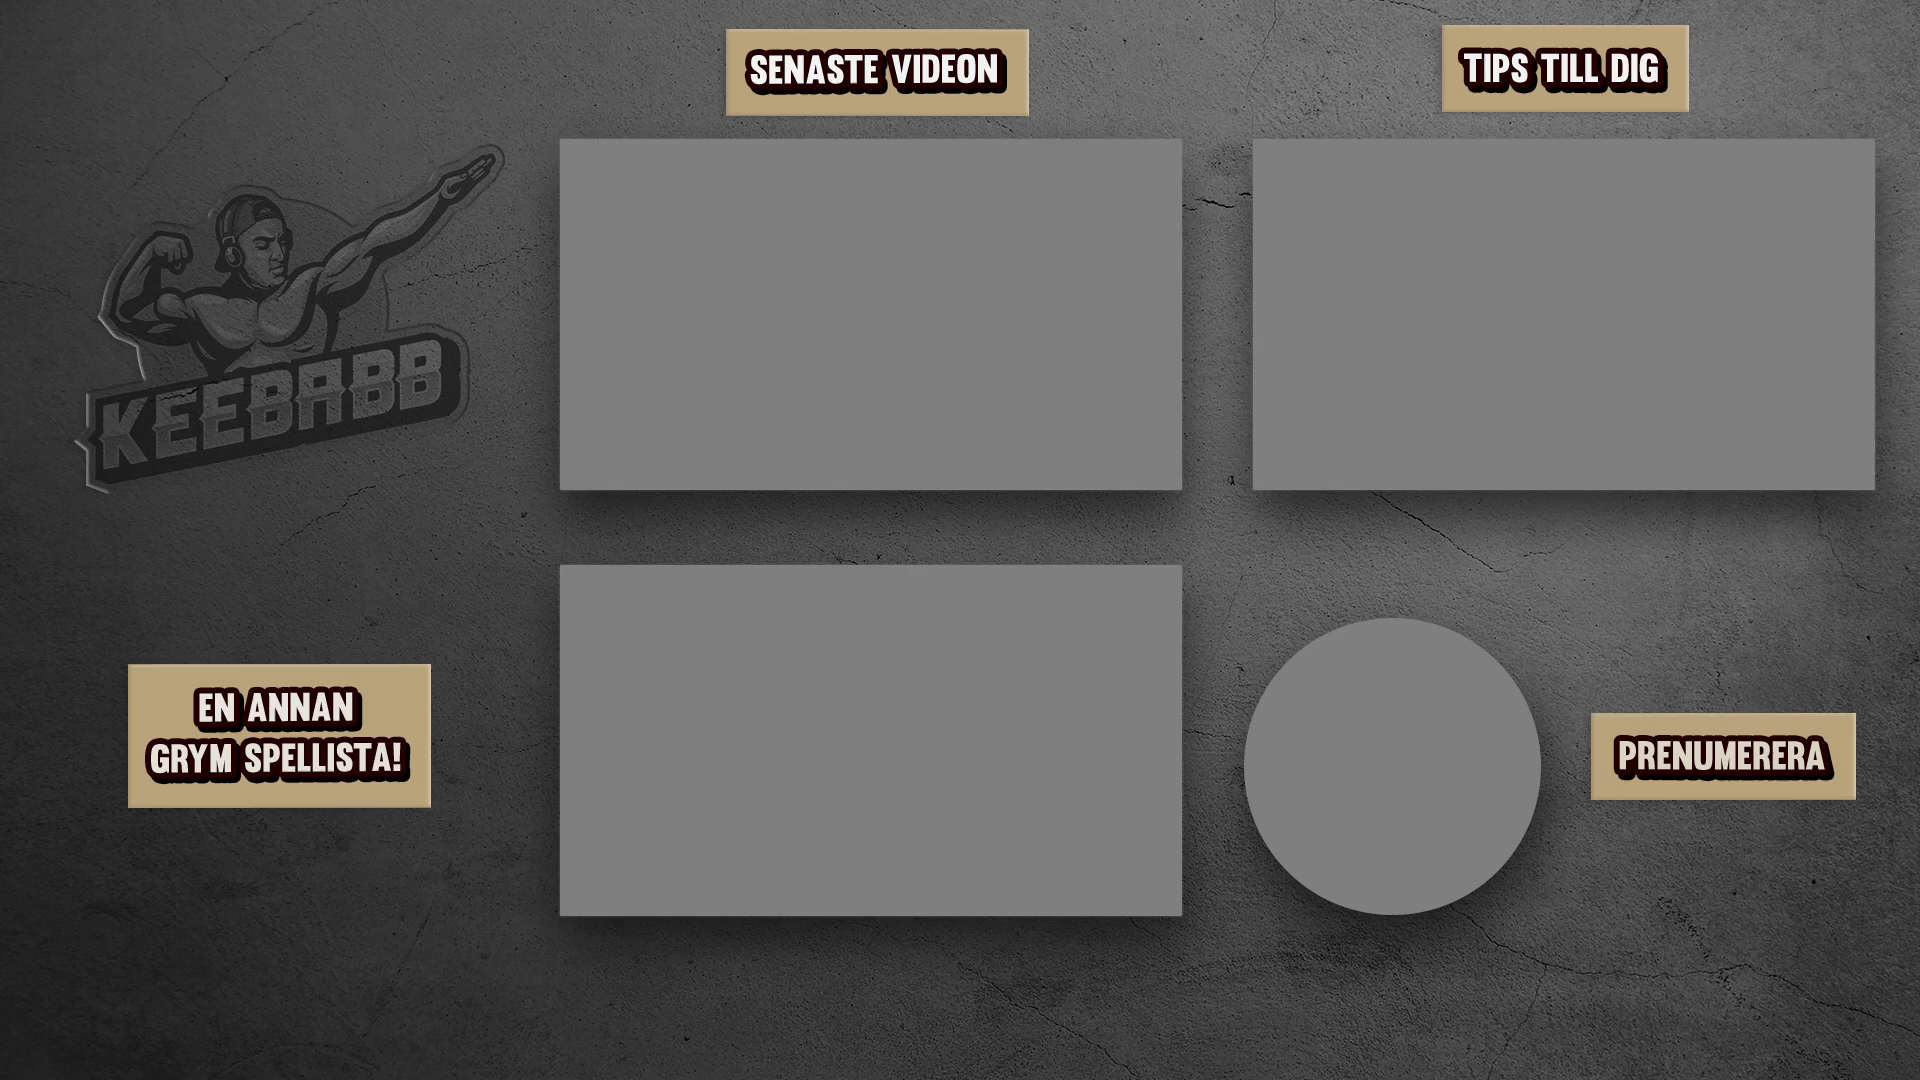 SENASTE VIDEON
TIPS TILL DIG
KEEBABB
EN ANNAN
GRYM SPELLISTA!
PRENUMERERA